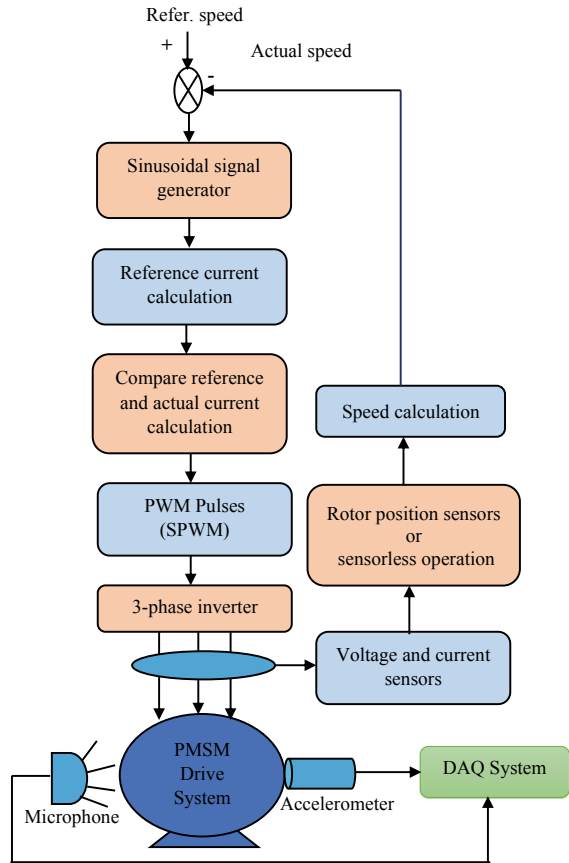 Refer. speed
+
Actual speed
-
Sinusoidal signal
generator
Reference current
calculation
Compare reference
and actual current
calculation
Speed calculation
PWM Pulses
(SPWM)
Rotor position sensors
or
sensorless operation
3-phase inverter
Voltage and current
sensors
PMSM
Drive
System
DAQ System
Microphone
Accelerometer